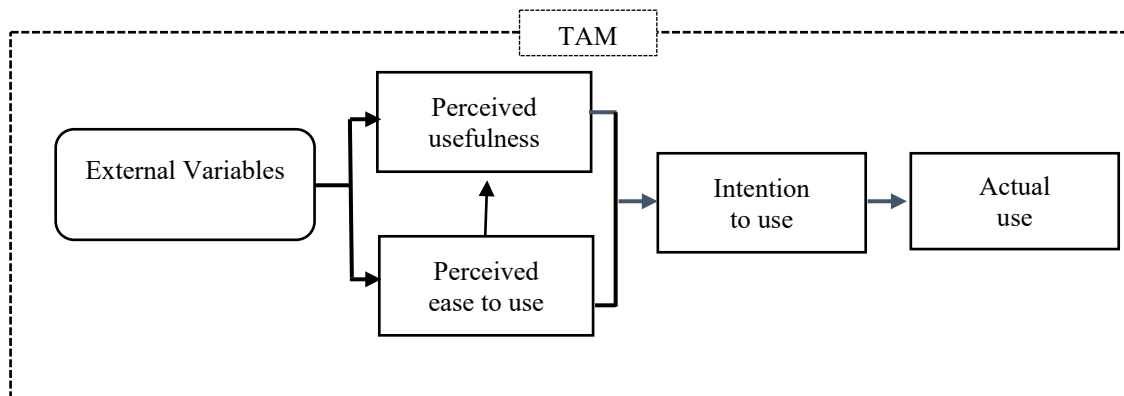 TAM
External Variables
Perceived
usefulness
Perceived
ease to use
Intention
to use
Actual
use